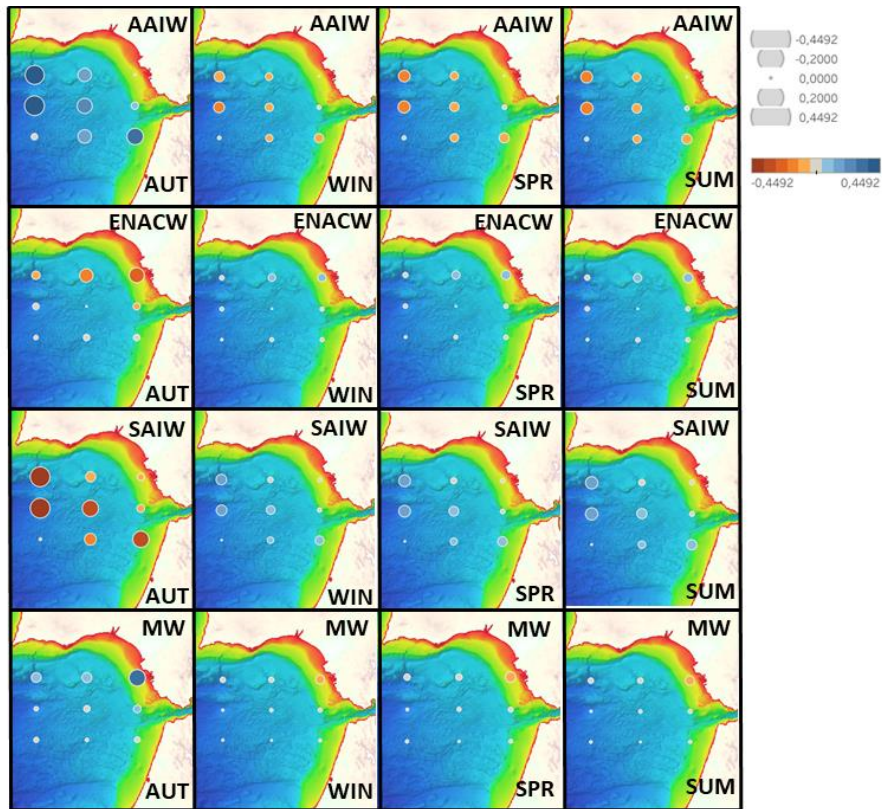 AAIW AAIW AAIW AAIW
AUT WIN SPR SUM
ENACW ENACW ENACW ENACW
AUT WIN SPR SUM
SAIW SAIW SAIW SAIW
AUT WIN SPR SUM
MW MW MW MW
AUT WIN SPR SUM
-0,4492
-0,2000
0,0000
0,2000
0,4492
-0,4492 0,4492